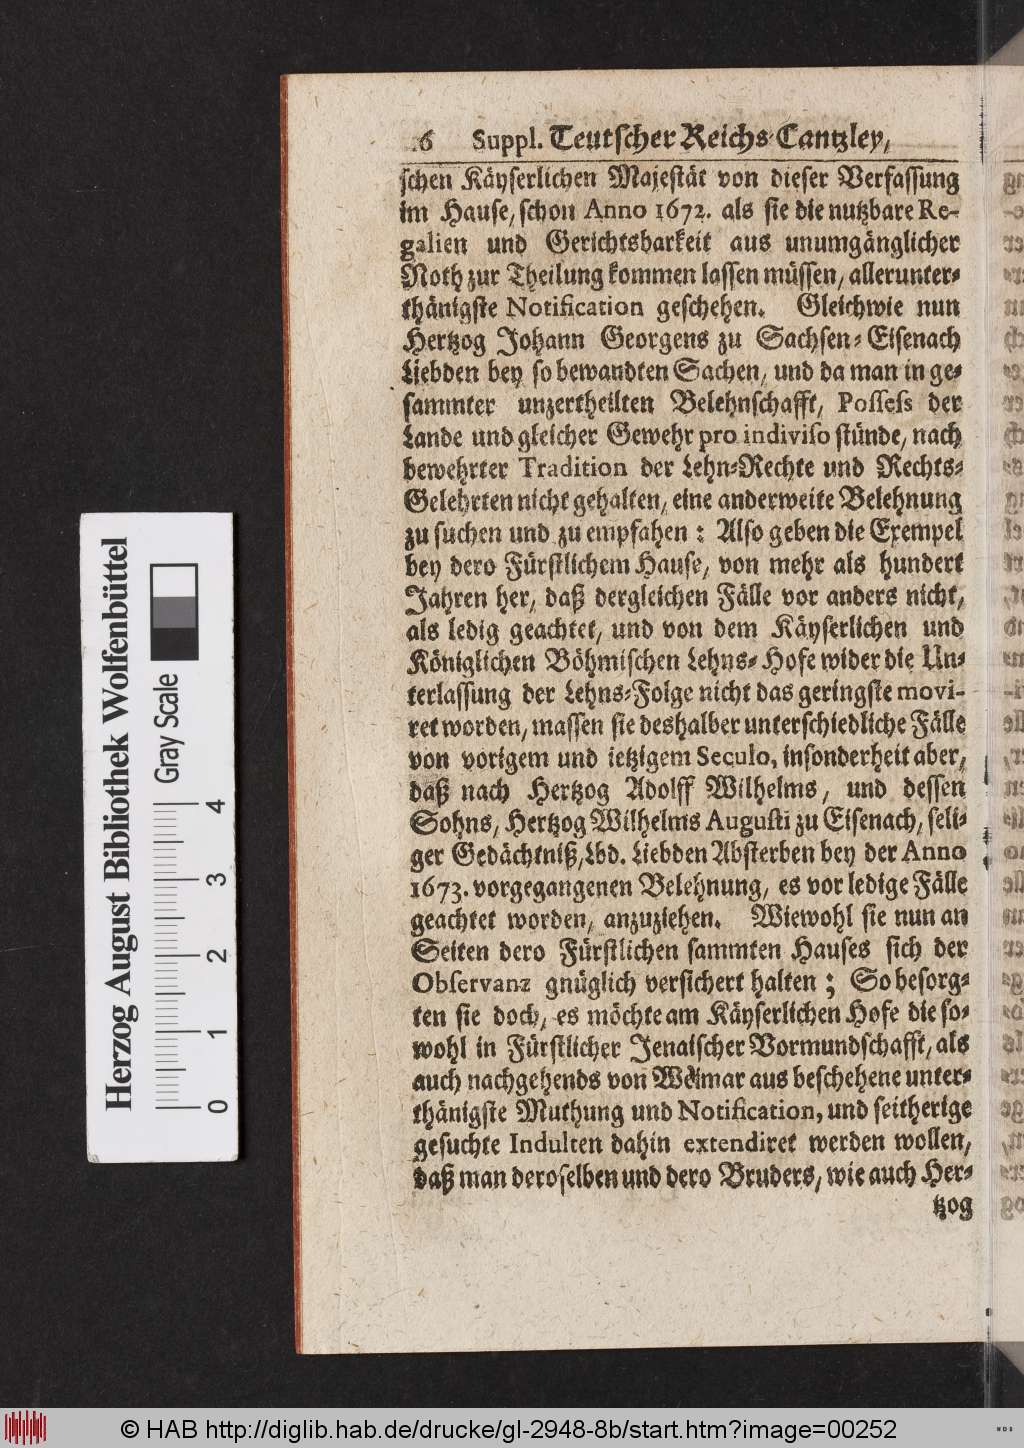 6 Suppl. Teutscher Reichs-Cantzley,
schen Käyserlichen Majestät von dieser Verfassung
im Hause, schon Anno 1672. als sie die nutzbare Re-
galien und Gerichtsbarkeit aus unumgänglicher
Noth zur Theilung kommen lassen müssen, allerunter-
thänigste Notification geschehen. Gleichwie nun
Hertzog Johann Georgens zu Sachsen-Eisenach
Liebden bey so bewandten Sachen, und da man in ge-
sammter unzertheilten Belehnschafft, Possess der
Lande und gleicher Gewehr pro indiviso stünde, nach
bewehrter Tradition der Lehn-Rechte und Rechts-
Gelehrten nicht gehalten, eine anderweite Belehnung
zu suchen und zu empfahen : Also geben die Exempel
bey dero Fürstlichem Hause, von mehr als hundert
Jahren her, daß dergleichen Fälle vor anders nicht,
als ledig geachtet, und von dem Käyserlichen und
Königlichen Böhmischen Lehns-Hofe wider die Un-
terlassung der Lehns-Folge nicht das geringste movi-
ret worden, massen sie deshalber unterschiedliche Fälle
von vorigem und ietzigem Seculo, insonderheit aber,
daß nach Hertzog Adolff Wilhelms, und dessen
Sohns, Hertzog Wilhelms Augusti zu Eisenach, seli-
ger Gedächtniß, Lbd. Liebden Absterben bey der Anno
1673. vorgegangenen Belehnung, es vor ledige Fälle
geachtet worden, anzuziehen. Wiewohl sie nun an
Seiten dero Fürstlichen sammten Hauses sich der
Observanz gnüglich versichert halten ; So besorg-
ten sie doch, es möchte am Käyserlichen Hofe die so-
wohl in Fürstlicher Jenaischer Vormundschafft, als
auch nachgehends von Weimar aus beschehene unter-
thänigste Muthung und Notification, und seitherige
gesuchte Indulten dahin extendiret werden wollen,
daß man deroselben und dero Bruders, wie auch Her-
tzog
Herzog August Bibliothek Wolfenbüttel
Gray Scale
0 1 2 3 4
© HAB http://diglib.hab.de/drucke/gl-2948-8b/start.htm?image=00252